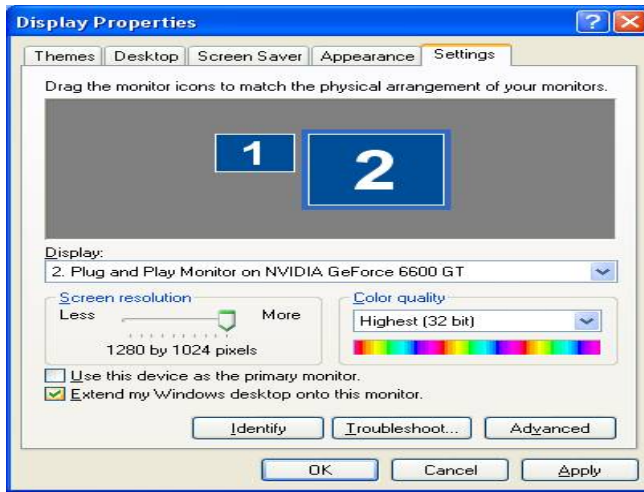 Display Properties
Themes Desktop Screen Saver Appearance Settings
Drag the monitor icons to match the physical arrangement of your monitors.
1 2
Display:
2. Plug and Play Monitor on NVIDIA GeForce 6600 GT
Screen resolution Color quality
Less More Highest (32 bit)
1280 by 1024 pixels
Use this device as the primary monitor.
Extend my Windows desktop onto this monitor.
Identify Troubleshoot... Advanced
OK Cancel Apply